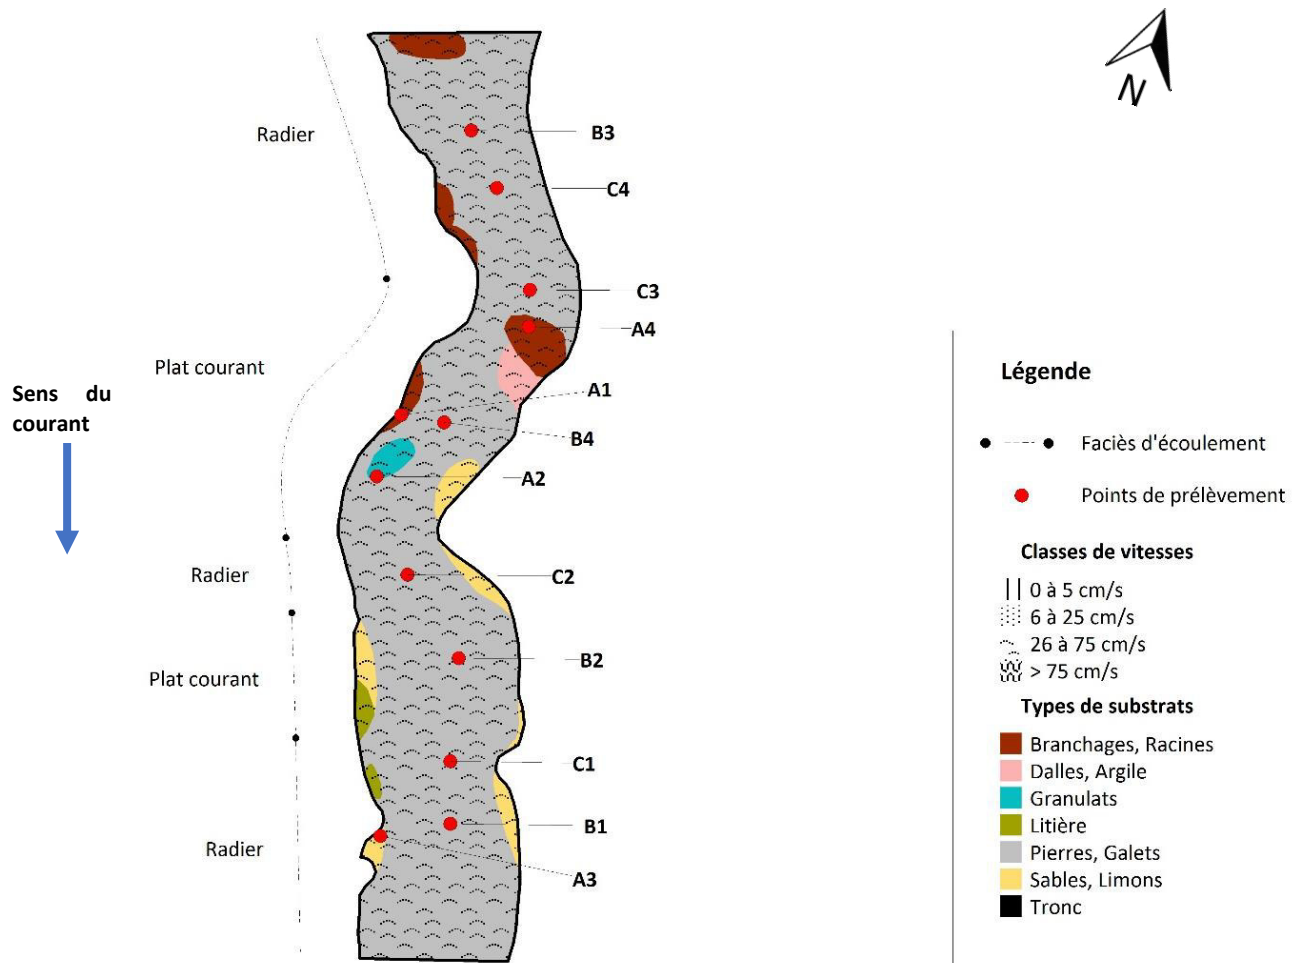 N
Radier
B3
C4
C3
A4
Plat courant
Sens du
courant
A1
B4
A2
Radier
C2
Plat courant
B2
C1
B1
Radier
A3
Légende
Faciès d'écoulement
Points de prélèvement
Classes de vitesses
0 à 5 cm/s
6 à 25 cm/s
26 à 75 cm/s
> 75 cm/s
Types de substrats
Branchages, Racines
Dalles, Argile
Granulats
Litière
Pierres, Galets
Sables, Limons
Tronc